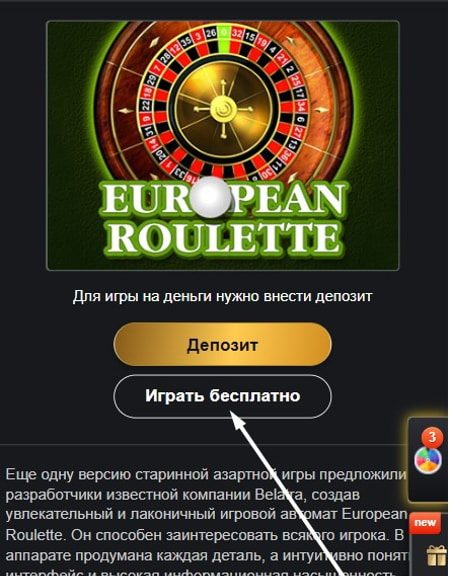 EUROPEAN
ROULETTE
Для игры на деньги нужно внести депозит
Депозит
Играть бесплатно
3
Еще одну версию старинной азартной игры предложили
разработчики известной компании Belatra, создав
увлекательный и лаконичный игровой автомат European
new
Roulette. Он способен заинтересовать всякого игрока. В
аппарате продумана каждая деталь, а интуитивно понят
интерфейс и высокая информационная насыщенность